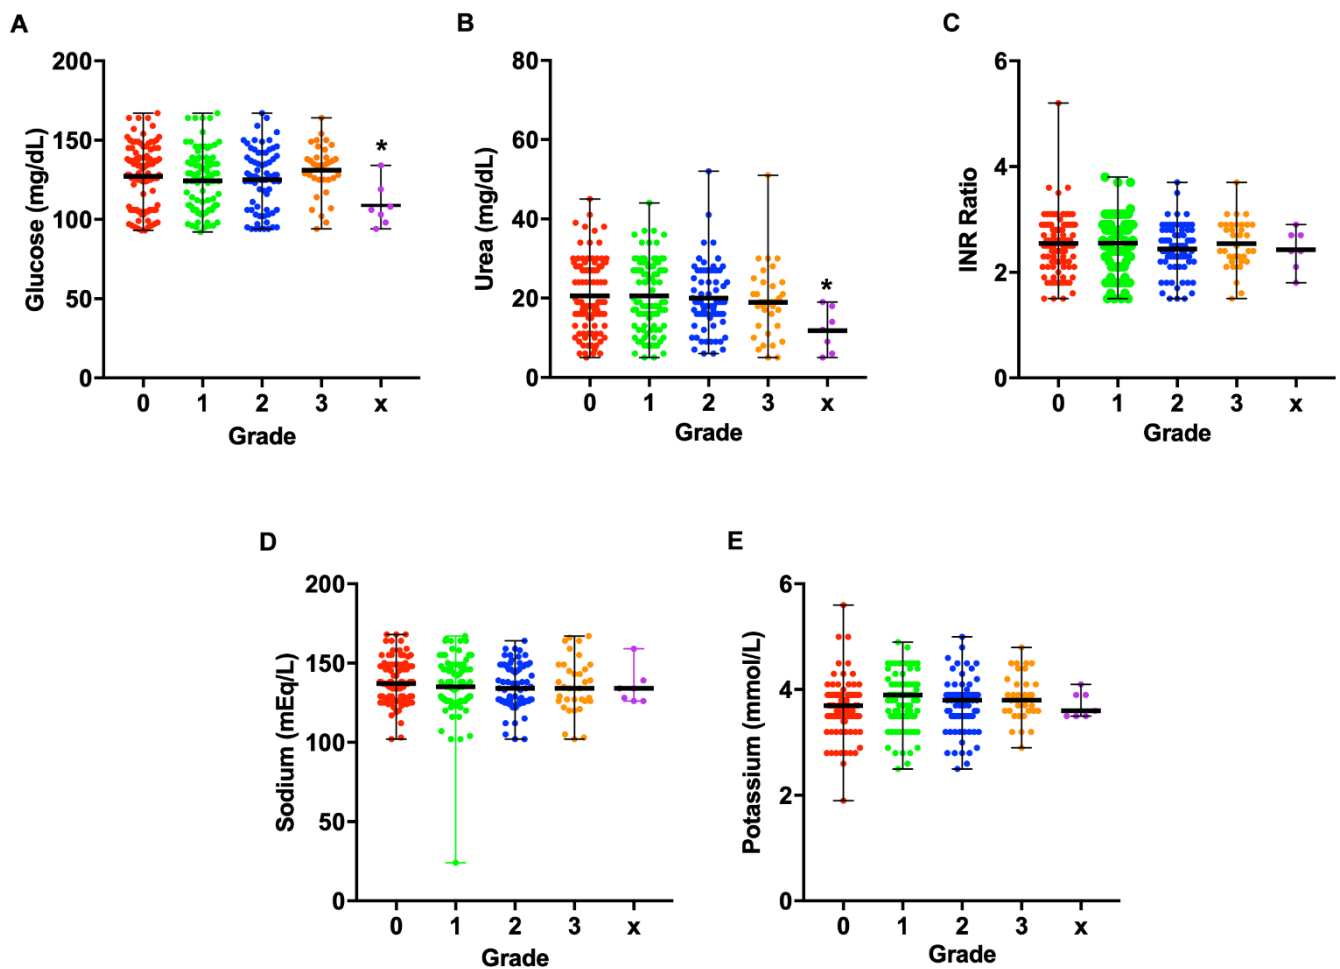 A
Glucose (mg/dL)
200
150
100
50
0
*
0 1 2 3 x
Grade
B
Urea (mg/dL)
80
60
40
20
0
*
0 1 2 3 x
Grade
C
INR Ratio
6
4
2
0
0 1 2 3 x
Grade
D
Sodium (mEq/L)
200
150
100
50
0
0 1 2 3 x
Grade
E
Potassium (mmol/L)
6
4
2
0
0 1 2 3 x
Grade